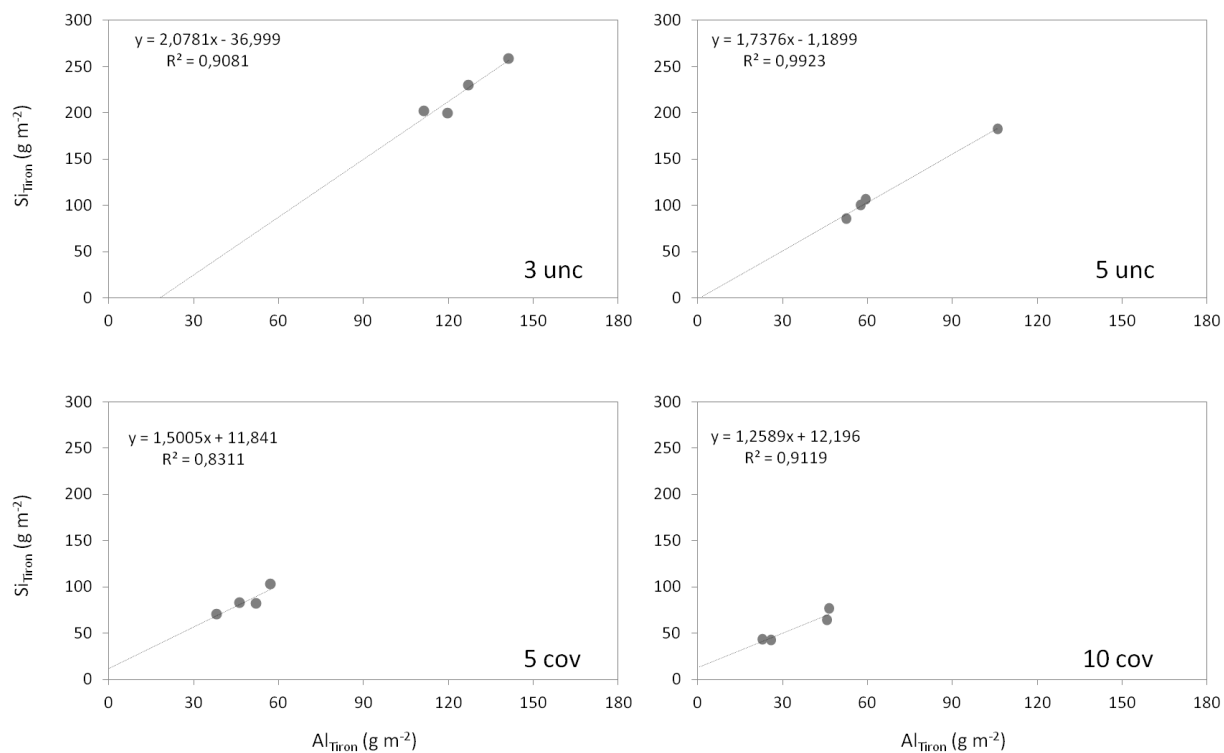 y = 2,0781x - 36,999
R² = 0,9081
300
250
200
150
100
50
0
Si_Tiron (g m⁻²)
3 unc
0 30 60 90 120 150 180
y = 1,7376x - 1,1899
R² = 0,9923
300
250
200
150
100
50
0
5 unc
0 30 60 90 120 150 180
y = 1,5005x + 11,841
R² = 0,8311
300
250
200
150
100
50
0
Si_Tiron (g m⁻²)
5 cov
0 30 60 90 120 150 180
Al_Tiron (g m⁻²)
y = 1,2589x + 12,196
R² = 0,9119
300
250
200
150
100
50
0
10 cov
0 30 60 90 120 150 180
Al_Tiron (g m⁻²)